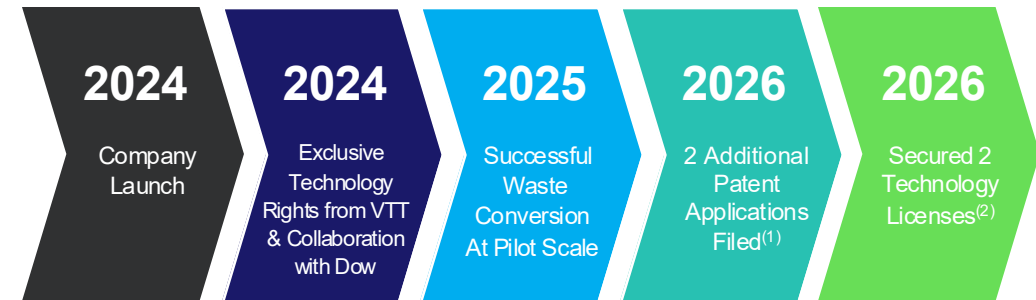 2024
Company
Launch
2024
Exclusive
Technology
Rights from VTT
& Collaboration
with Dow
2025
Successful
Waste
Conversion
At Pilot Scale
2026
2 Additional
Patent
Applications
Filed(1)
2026
Secured 2
Technology
Licenses(2)